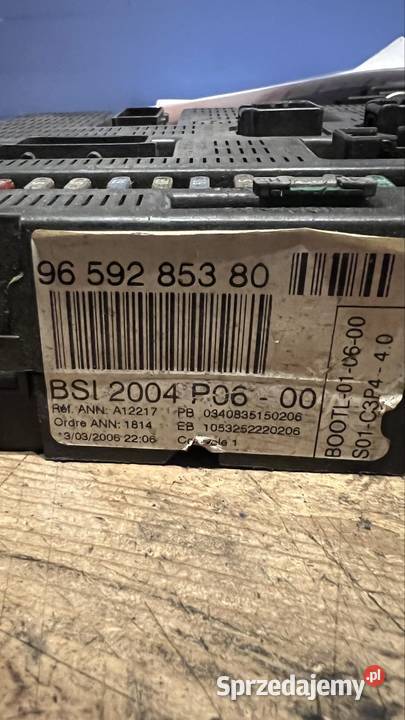 96 592 853 80
BSI 2004 P06 - 00
Réf. ANN: A12217 PB 0340835150206
Ordre ANN: 1814 EB 1053252220206
13/03/2006 22:06 1
BOOTL-01-06-00
S01-C3P4 - 4.0
Sprzedajemy.pl